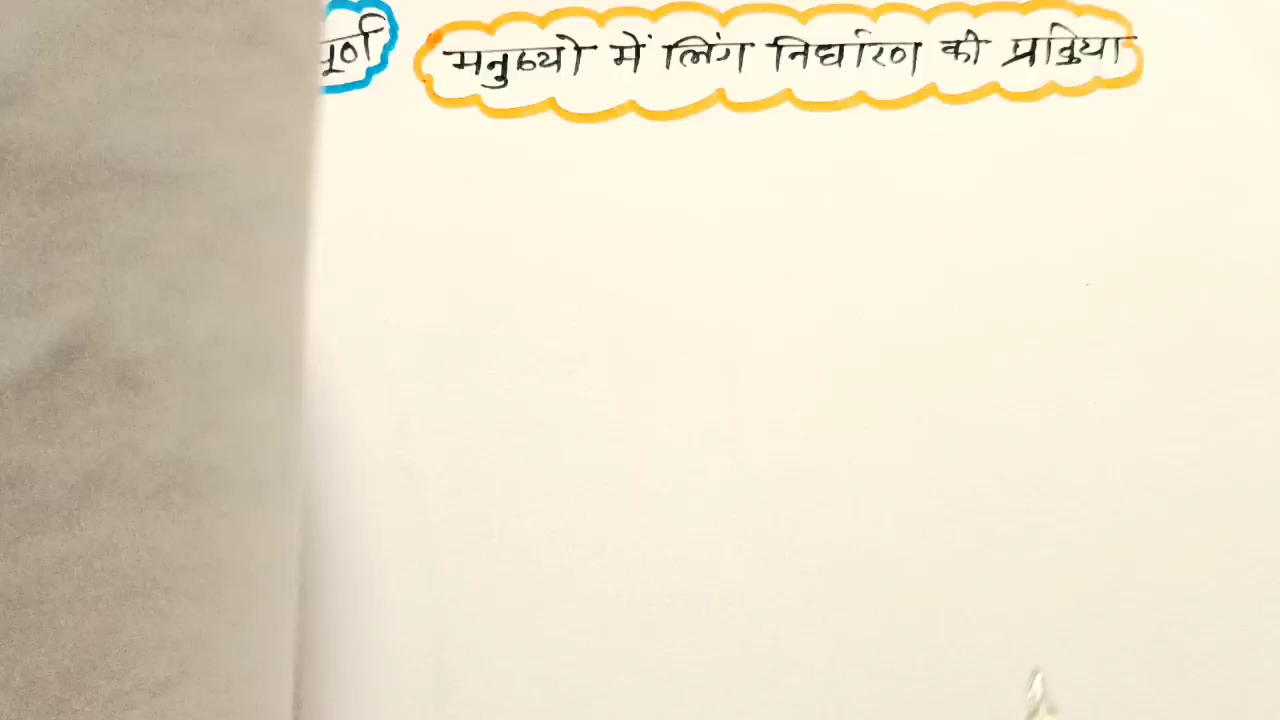 मनुष्यो में लिंग निर्धारण की प्रक्रिया